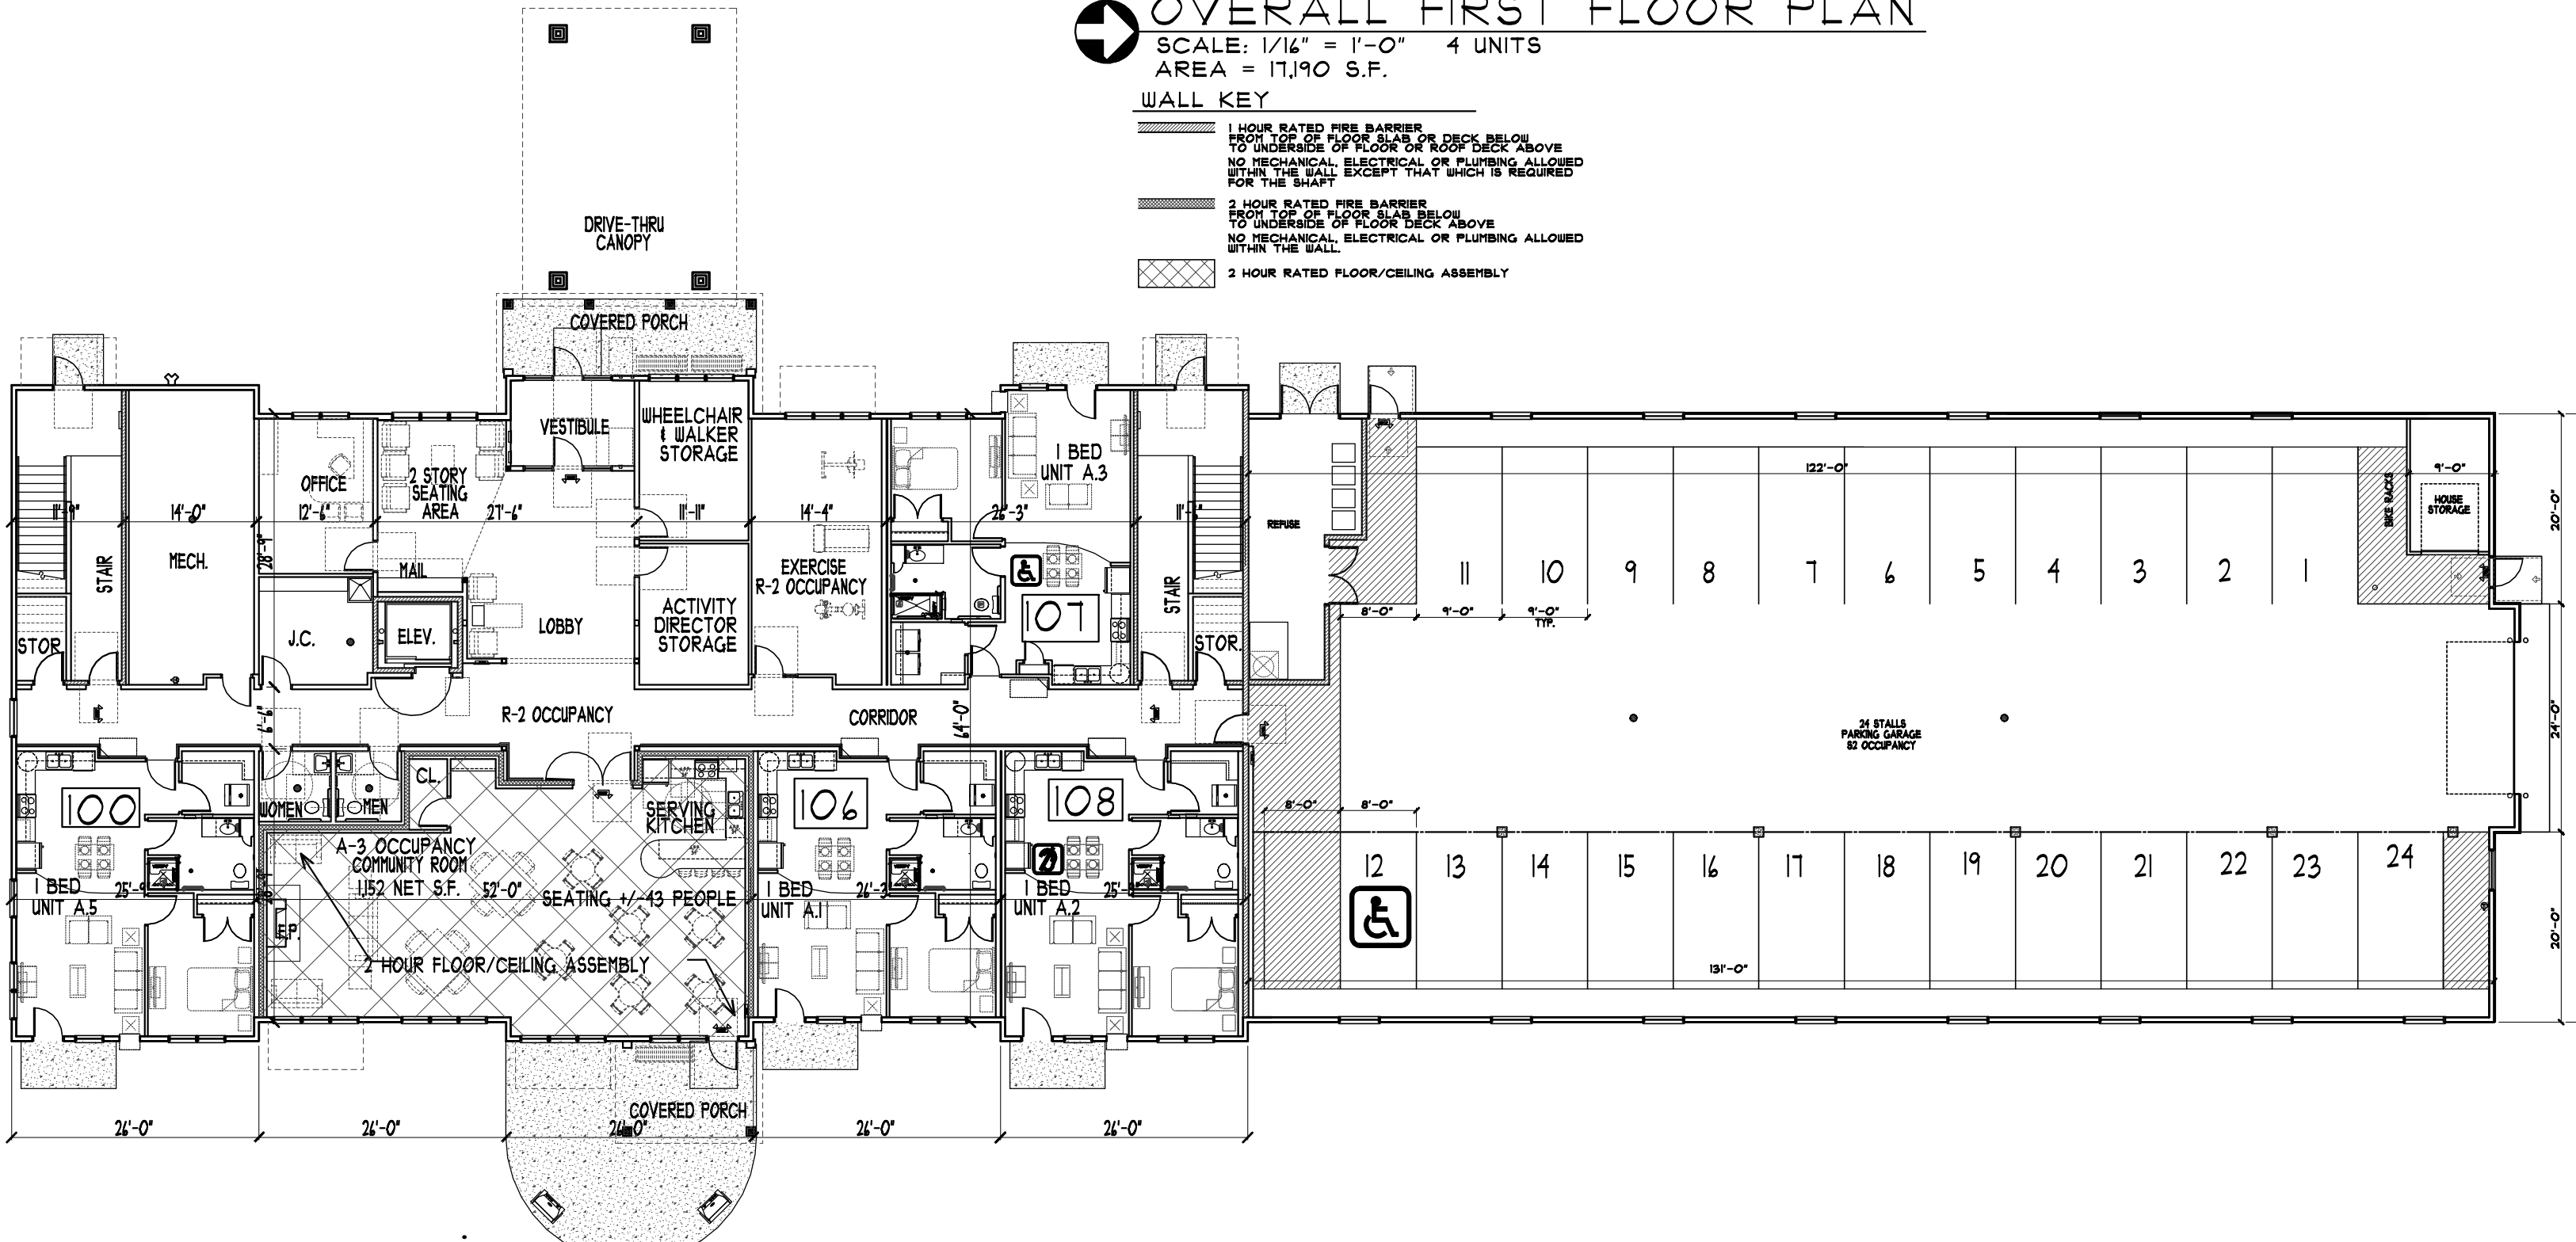 OVERALL FIRST FLOOR PLAN
SCALE: 1/16" = 1'-0" 4 UNITS
AREA = 17,190 S.F.
WALL KEY
1 HOUR RATED FIRE BARRIER
FROM TOP OF FLOOR SLAB OR DECK BELOW
TO UNDERSIDE OF FLOOR OR ROOF DECK ABOVE
NO MECHANICAL, ELECTRICAL OR PLUMBING ALLOWED
WITHIN THE WALL EXCEPT THAT WHICH IS REQUIRED
FOR THE SHAFT
2 HOUR RATED FIRE BARRIER
FROM TOP OF FLOOR SLAB BELOW
TO UNDERSIDE OF FLOOR DECK ABOVE
NO MECHANICAL, ELECTRICAL OR PLUMBING ALLOWED
WITHIN THE WALL.
2 HOUR RATED FLOOR/CEILING ASSEMBLY
DRIVE-THRU
CANOPY
COVERED PORCH
VESTIBULE
WHEELCHAIR
& WALKER
STORAGE
OFFICE
2 STORY
SEATING
AREA
1 BED
UNIT A.3
11'-9"
14'-0"
12'-6"
27'-6"
11'-11"
14'-4"
26'-3"
28'-9"
STAIR
MECH.
MAIL
EXERCISE
R-2 OCCUPANCY
ACTIVITY
DIRECTOR
STORAGE
LOBBY
J.C.
ELEV.
STOR
107
STAIR
STOR.
REFUSE
122'-0"
9'-0"
BIKE RACKS
HOUSE
STORAGE
20'-0"
11
10
9
8
7
6
5
4
3
2
1
8'-0"
9'-0"
9'-0"
TYP.
6'-6"
R-2 OCCUPANCY
CORRIDOR
64'-0"
24 STALLS
PARKING GARAGE
S2 OCCUPANCY
24'-0"
100
WOMEN
MEN
CL.
SERVING
KITCHEN
106
108
8'-0"
8'-0"
A-3 OCCUPANCY
COMMUNITY ROOM
1,152 NET S.F.
52'-0"
SEATING +/-43 PEOPLE
1 BED
UNIT A.5
25'-9"
1 BED
UNIT A.1
26'-3"
1 BED
UNIT A.2
2 HOUR FLOOR/CEILING ASSEMBLY
12
13
14
15
16
17
18
19
20
21
22
23
24
20'-0"
131'-0"
COVERED PORCH
26'-0"
26'-0"
26'-0"
26'-0"
26'-0"